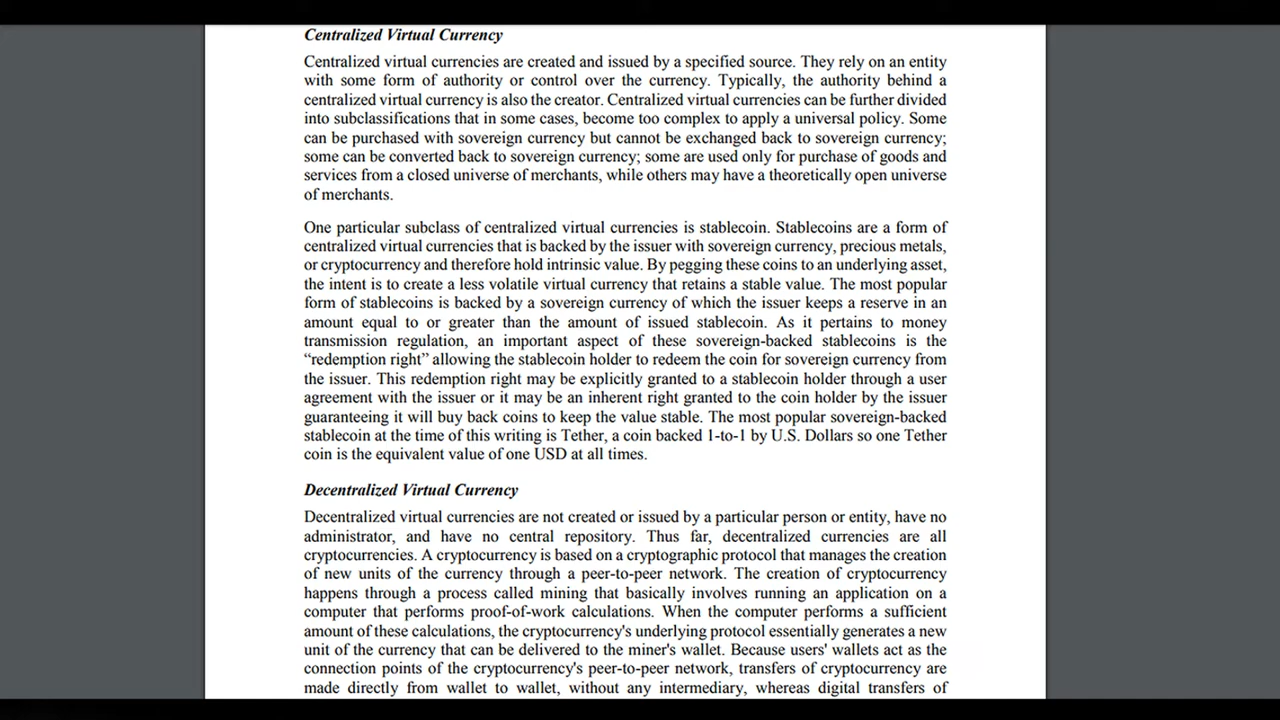 Centralized Virtual Currency
Centralized virtual currencies are created and issued by a specified source. They rely on an entity
with some form of authority or control over the currency. Typically, the authority behind a
centralized virtual currency is also the creator. Centralized virtual currencies can be further divided
into subclassifications that in some cases, become too complex to apply a universal policy. Some
can be purchased with sovereign currency but cannot be exchanged back to sovereign currency;
some can be converted back to sovereign currency; some are used only for purchase of goods and
services from a closed universe of merchants, while others may have a theoretically open universe
of merchants.
One particular subclass of centralized virtual currencies is stablecoin. Stablecoins are a form of
centralized virtual currencies that is backed by the issuer with sovereign currency, precious metals,
or cryptocurrency and therefore hold intrinsic value. By pegging these coins to an underlying asset,
the intent is to create a less volatile virtual currency that retains a stable value. The most popular
form of stablecoins is backed by a sovereign currency of which the issuer keeps a reserve in an
amount equal to or greater than the amount of issued stablecoin. As it pertains to money
transmission regulation, an important aspect of these sovereign-backed stablecoins is the
“redemption right” allowing the stablecoin holder to redeem the coin for sovereign currency from
the issuer. This redemption right may be explicitly granted to a stablecoin holder through a user
agreement with the issuer or it may be an inherent right granted to the coin holder by the issuer
guaranteeing it will buy back coins to keep the value stable. The most popular sovereign-backed
stablecoin at the time of this writing is Tether, a coin backed 1-to-1 by U.S. Dollars so one Tether
coin is the equivalent value of one USD at all times.
Decentralized Virtual Currency
Decentralized virtual currencies are not created or issued by a particular person or entity, have no
administrator, and have no central repository. Thus far, decentralized currencies are all
cryptocurrencies. A cryptocurrency is based on a cryptographic protocol that manages the creation
of new units of the currency through a peer-to-peer network. The creation of cryptocurrency
happens through a process called mining that basically involves running an application on a
computer that performs proof-of-work calculations. When the computer performs a sufficient
amount of these calculations, the cryptocurrency's underlying protocol essentially generates a new
unit of the currency that can be delivered to the miner's wallet. Because users' wallets act as the
connection points of the cryptocurrency's peer-to-peer network, transfers of cryptocurrency are
made directly from wallet to wallet, without any intermediary, whereas digital transfers of